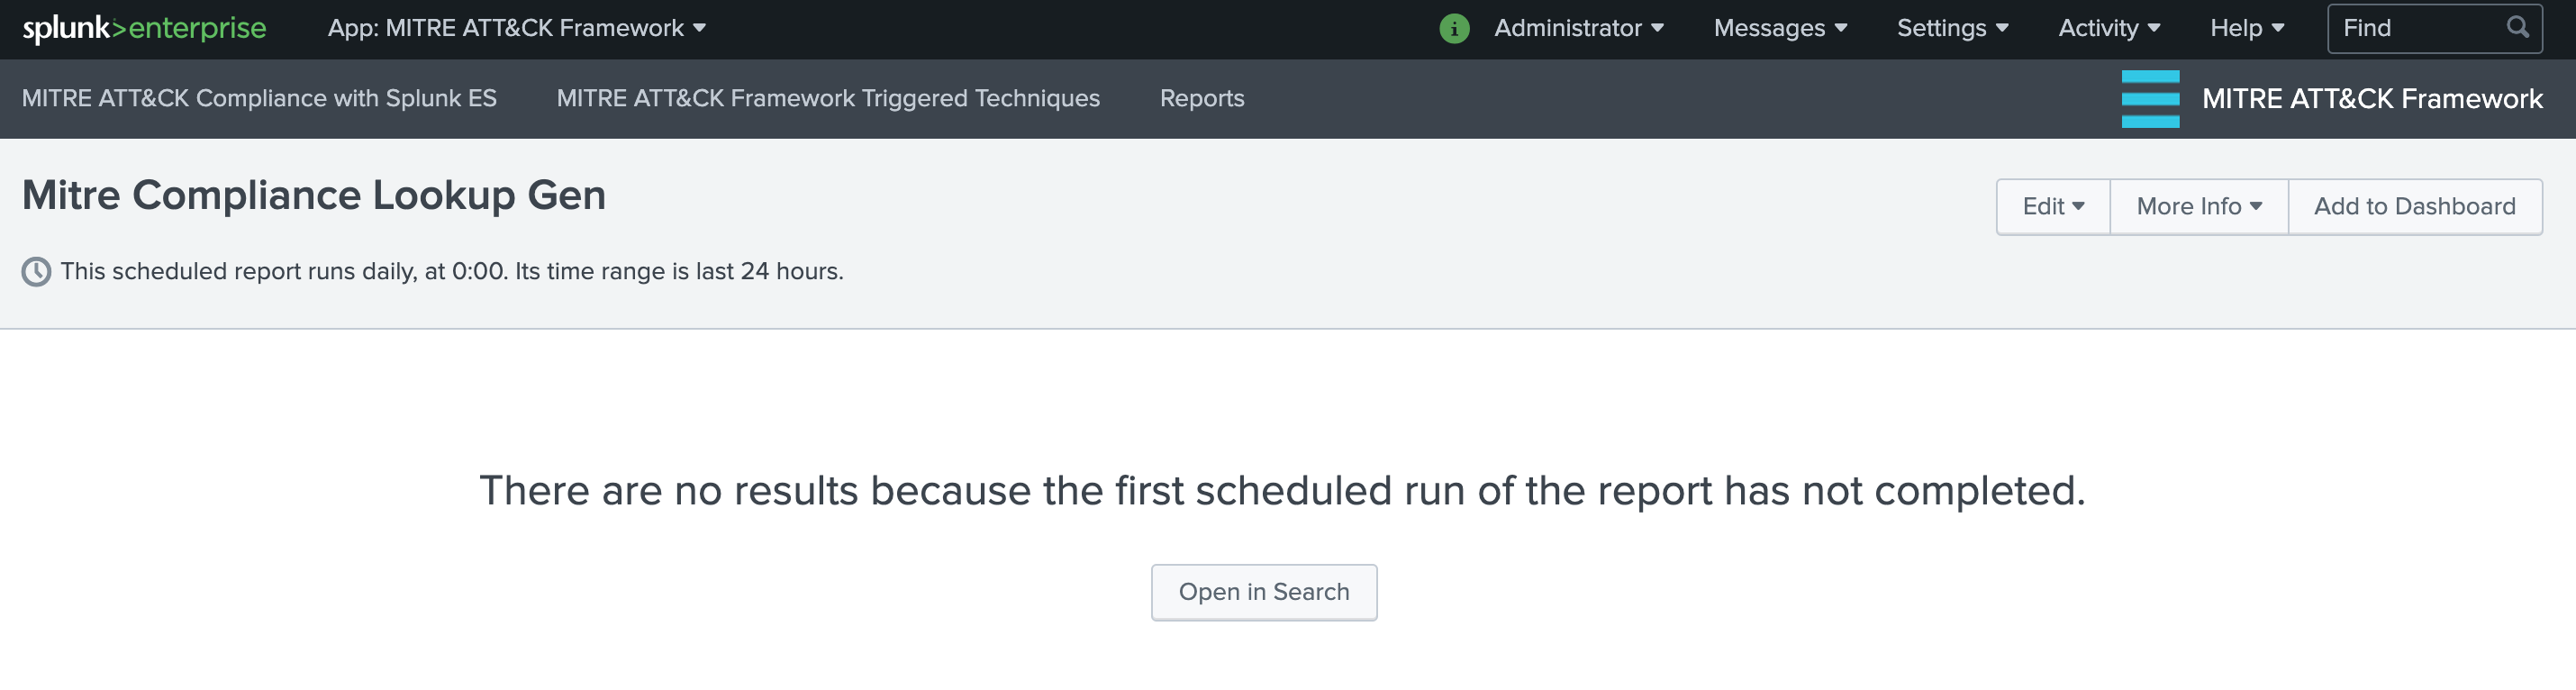 splunk>enterprise App: MITRE ATT&CK Framework i Administrator Messages Settings Activity Help Find
MITRE ATT&CK Compliance with Splunk ES MITRE ATT&CK Framework Triggered Techniques Reports MITRE ATT&CK Framework
Mitre Compliance Lookup Gen
Edit More Info Add to Dashboard
This scheduled report runs daily, at 0:00. Its time range is last 24 hours.
There are no results because the first scheduled run of the report has not completed.
Open in Search